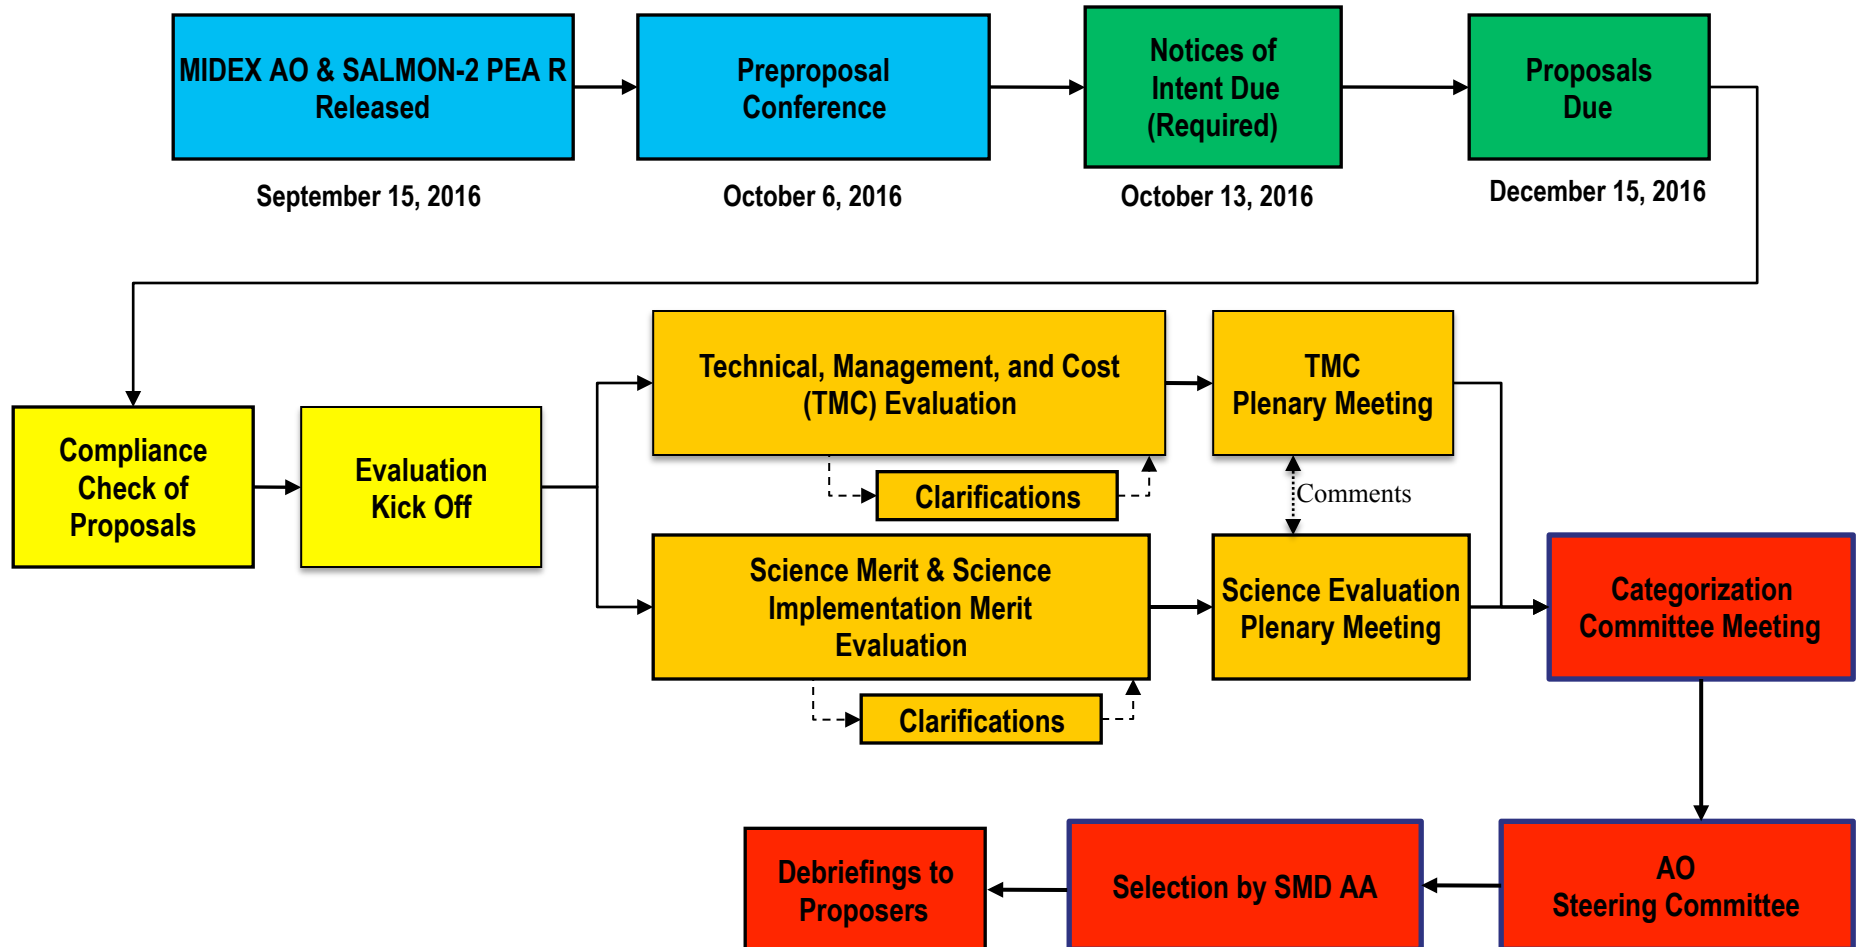 MIDEX AO & SALMON-2 PEA R
Released
Preproposal
Conference
Notices of
Intent Due
(Required)
Proposals
Due
September 15, 2016
October 6, 2016
October 13, 2016
December 15, 2016
Technical, Management, and Cost
(TMC) Evaluation
TMC
Plenary Meeting
Compliance
Check of
Proposals
Evaluation
Kick Off
Clarifications
Comments
Science Merit & Science
Implementation Merit
Evaluation
Science Evaluation
Plenary Meeting
Categorization
Committee Meeting
Clarifications
Debriefings to
Proposers
Selection by SMD AA
AO
Steering Committee